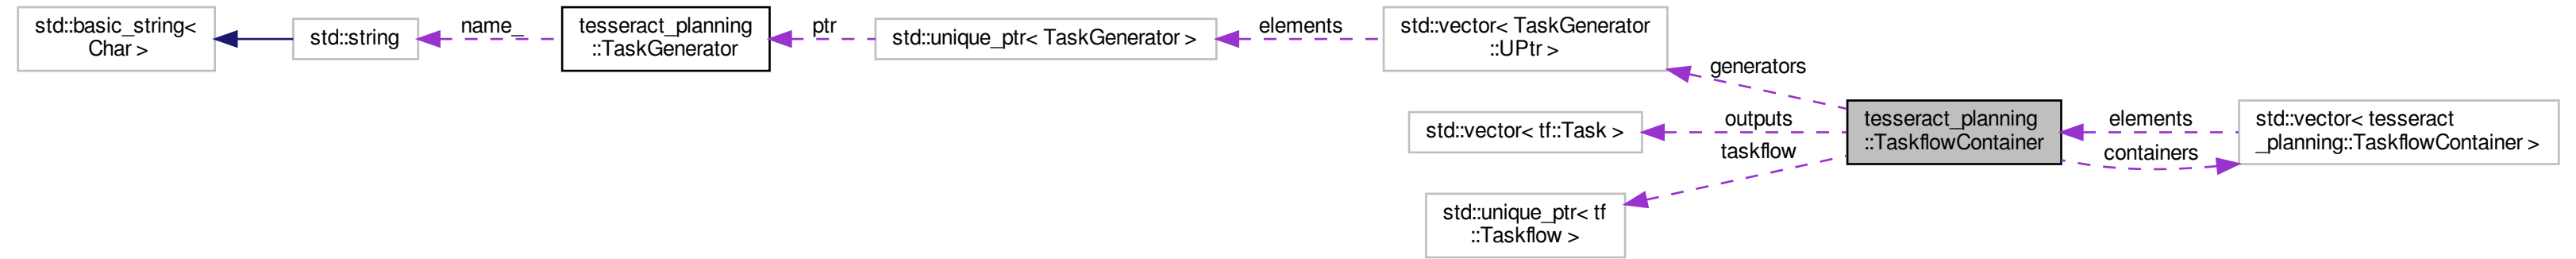 std::basic_string<
Char >
std::string
name_
tesseract_planning
::TaskGenerator
ptr
std::unique_ptr< TaskGenerator >
elements
std::vector< TaskGenerator
::UPtr >
generators
std::vector< tf::Task >
outputs
taskflow
std::unique_ptr< tf
::Taskflow >
tesseract_planning
::TaskflowContainer
elements
containers
std::vector< tesseract
_planning::TaskflowContainer >